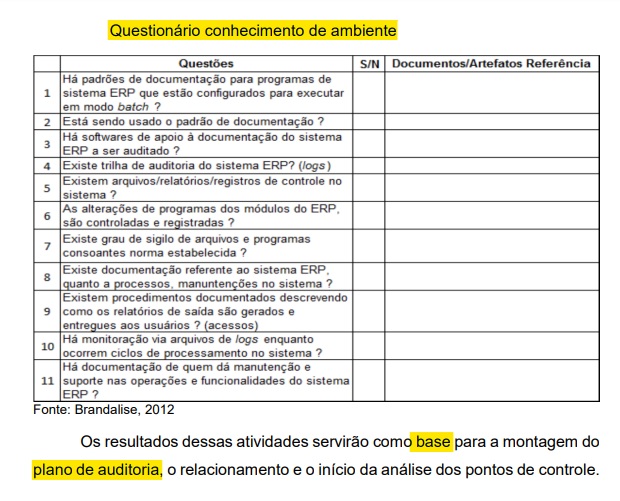 Questionário conhecimento de ambiente
Questões S/N Documentos/Artefatos Referência
Há padrões de documentação para programas de
1 sistema ERP que estão configurados para executar
em modo batch ?
2 Está sendo usado o padrão de documentação ?
3 Há softwares de apoio à documentação do sistema
ERP a ser auditado ?
4 Existe trilha de auditoria do sistema ERP? (logs)
5 Existem arquivos/relatórios/registros de controle no
sistema ?
6 As alterações de programas dos módulos do ERP,
são controladas e registradas ?
7 Existe grau de sigilo de arquivos e programas
consoantes norma estabelecida ?
8 Existe documentação referente ao sistema ERP,
quanto a processos, manuntenções no sistema ?
Existem procedimentos documentados descrevendo
9 como os relatórios de saída são gerados e
entregues aos usuários ? (acessos)
10 Há monitoração via arquivos de logs enquanto
ocorrem ciclos de processamento no sistema ?
Há documentação de quem dá manutenção e
11 suporte nas operações e funcionalidades do sistema
ERP ?
Fonte: Brandalise, 2012
Os resultados dessas atividades servirão como base para a montagem do
plano de auditoria, o relacionamento e o início da análise dos pontos de controle.